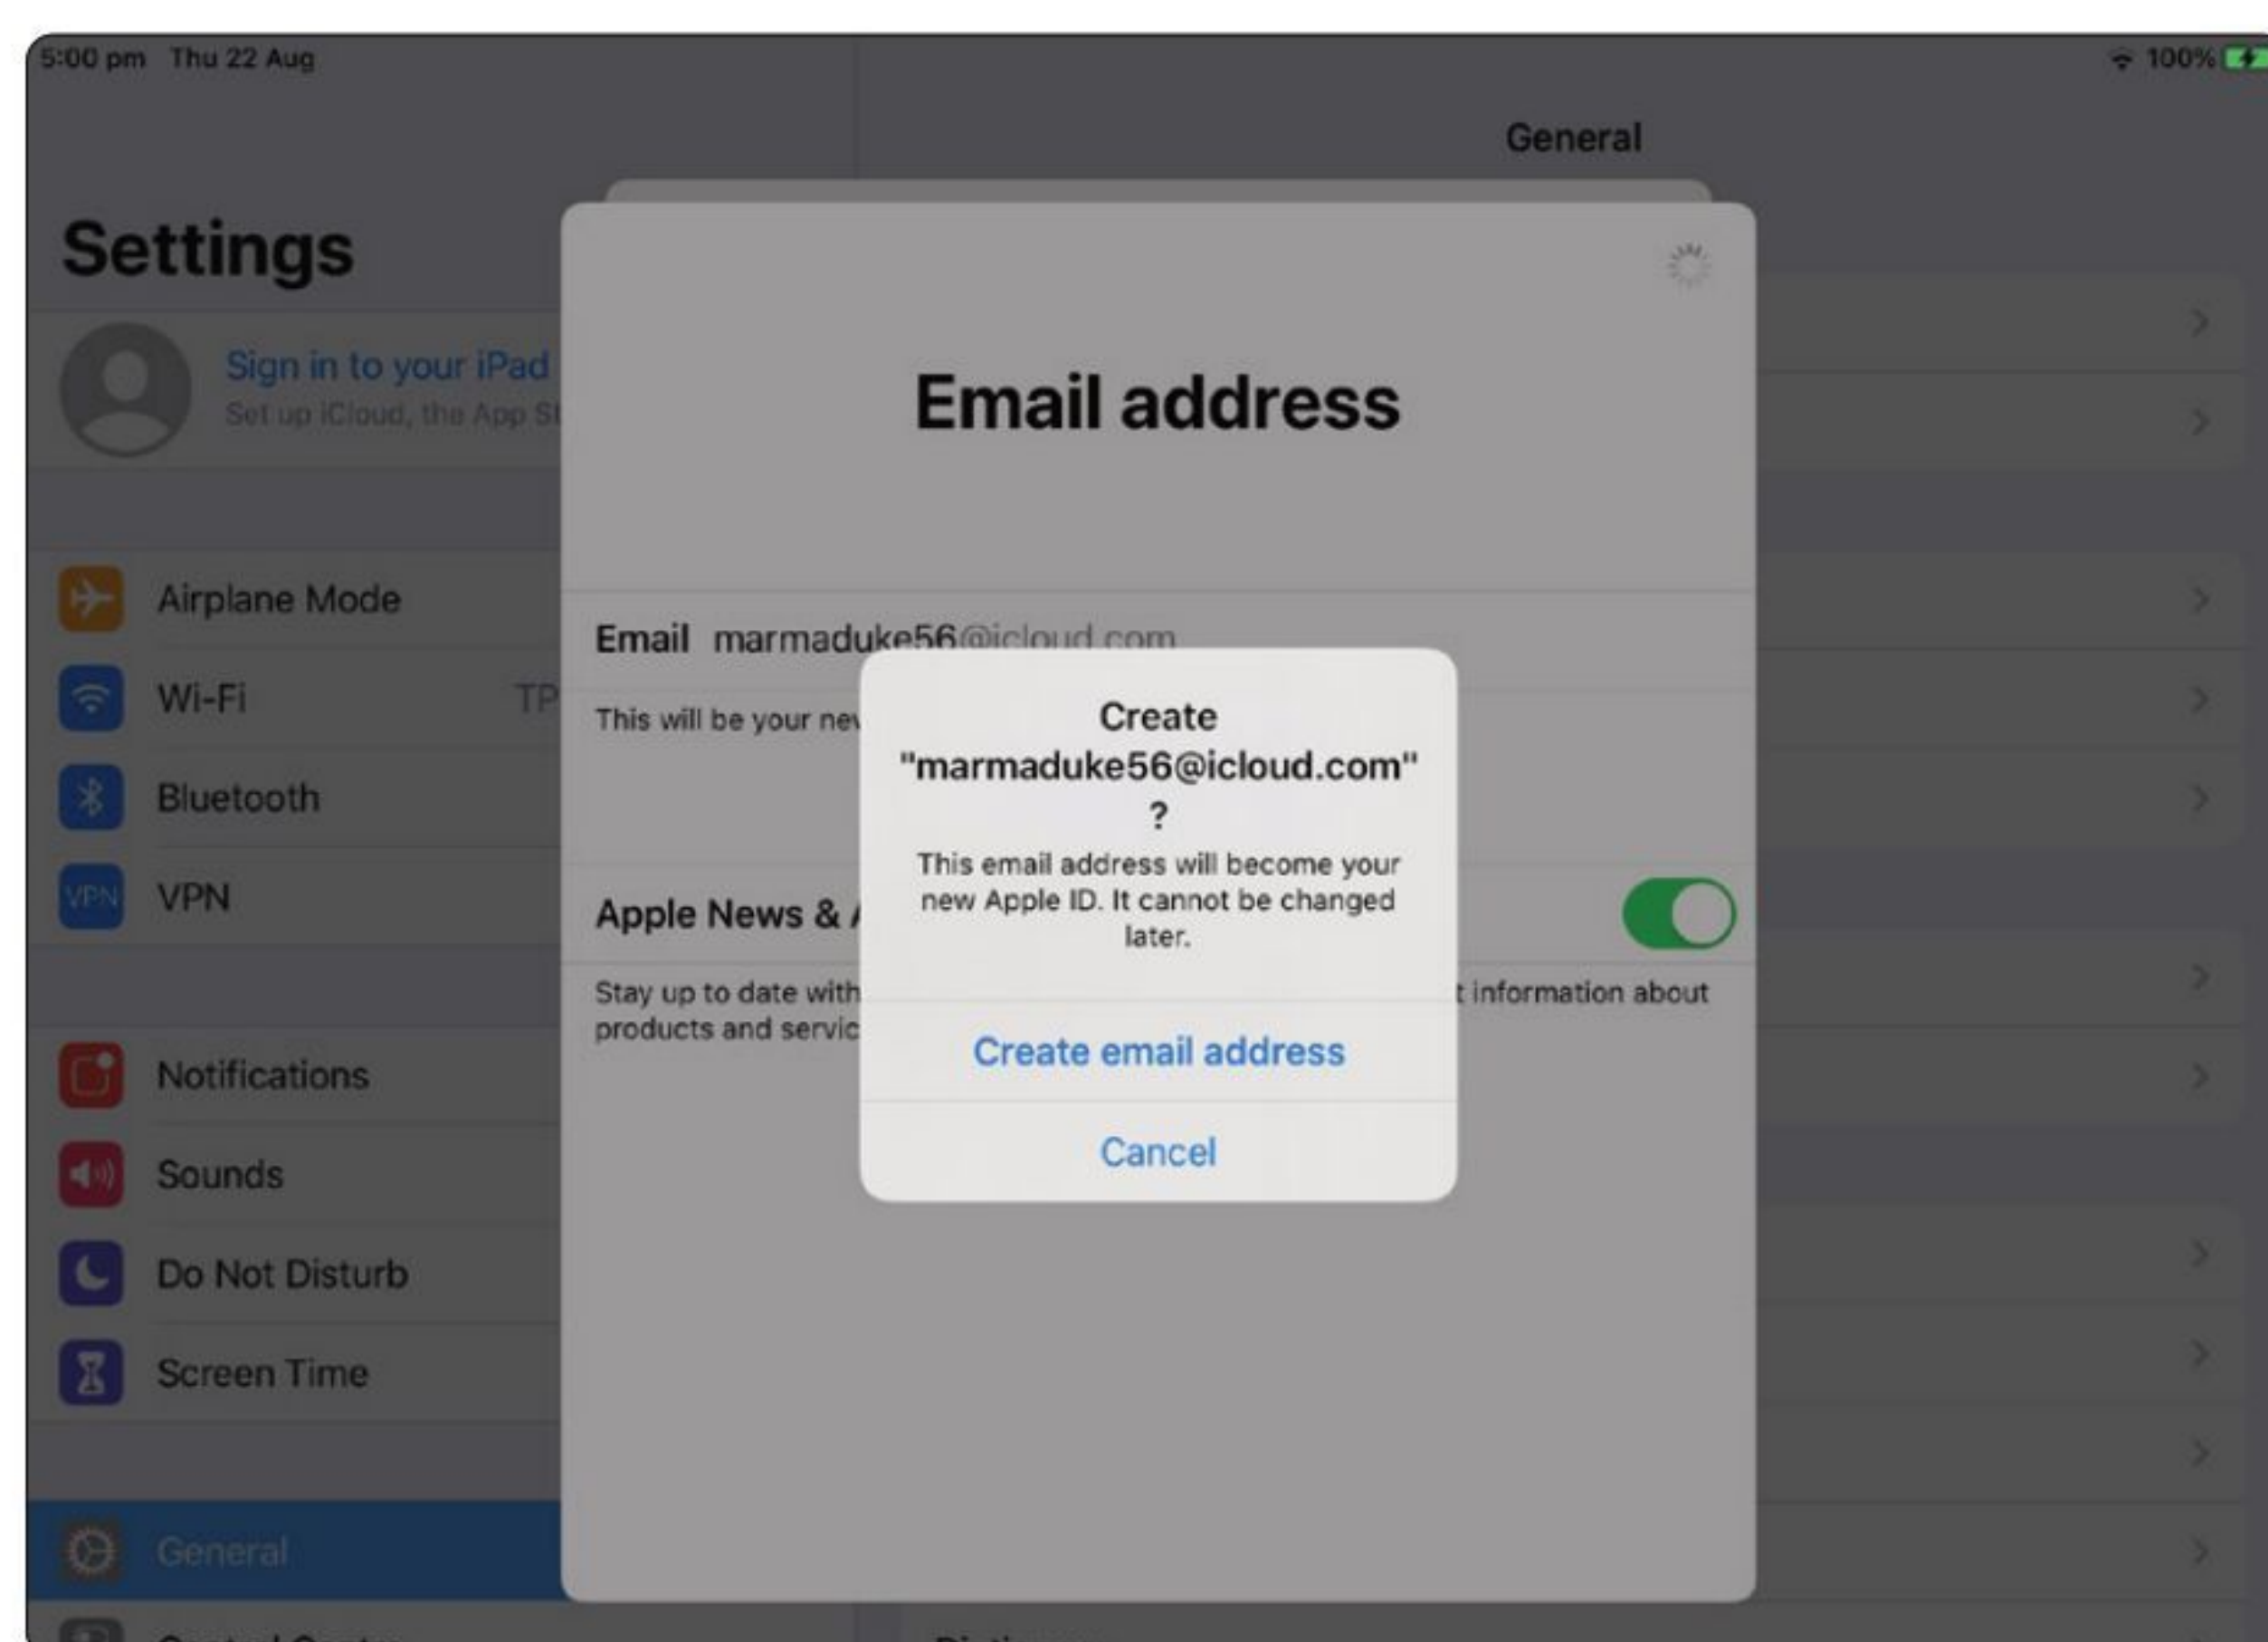 5:00 pm Thu 22 Aug
100%
General
Settings
Sign in to your iPad
Set up iCloud, the App St
Airplane Mode
Wi-Fi TP
Bluetooth
VPN
VPN
Notifications
Sounds
Do Not Disturb
Screen Time
General
Email address
Email marmaduke56@icloud.com
This will be your new
Apple News &
Stay up to date with
t information about
products and servic
Create
"marmaduke56@icloud.com"
?
This email address will become your
new Apple ID. It cannot be changed
later.
Create email address
Cancel